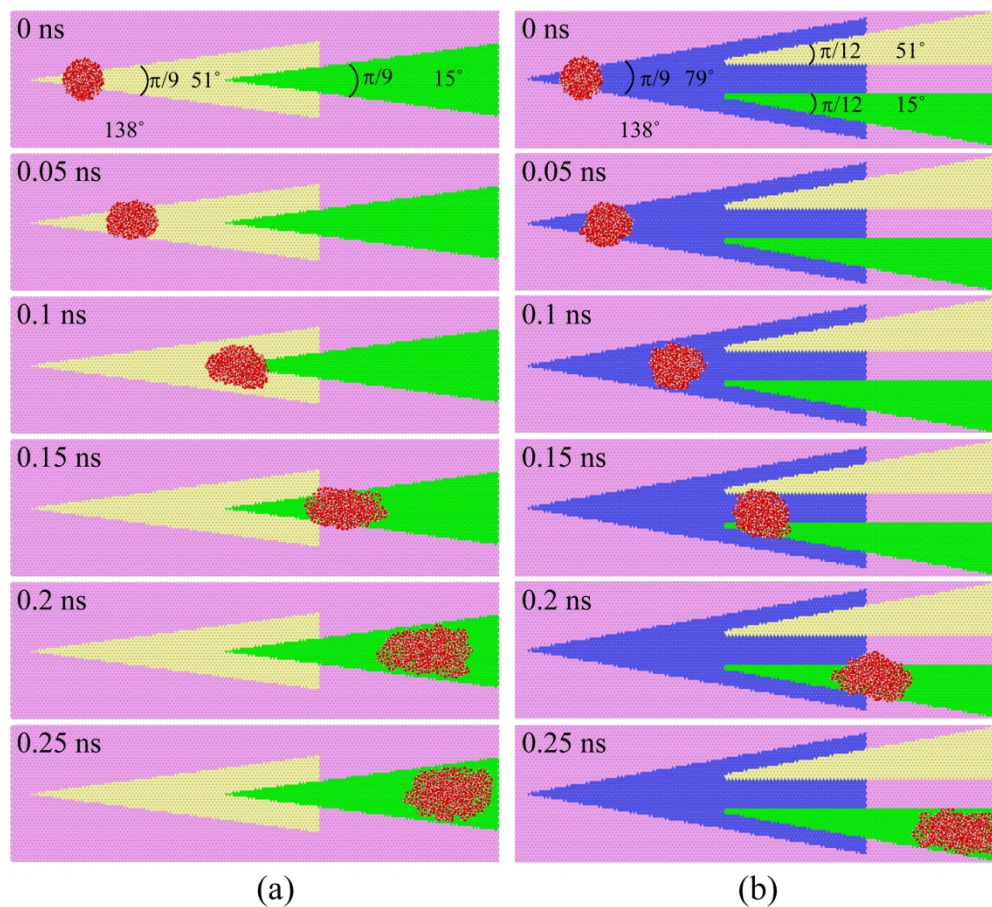 0 ns
π/9 51°
π/9 15°
138°
0.05 ns
0.1 ns
0.15 ns
0.2 ns
0.25 ns
(a)
0 ns
π/12 51°
π/9 79°
π/12 15°
138°
0.05 ns
0.1 ns
0.15 ns
0.2 ns
0.25 ns
(b)